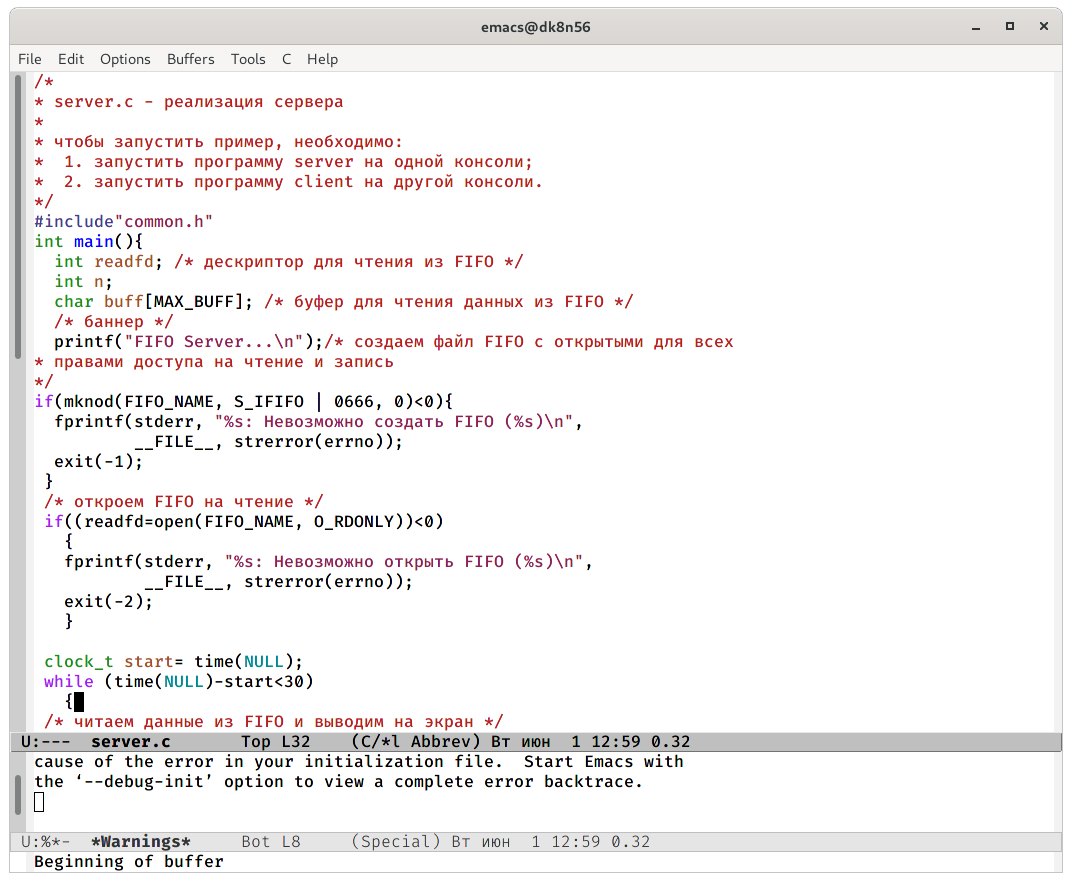 emacs@dk8n56
File Edit Options Buffers Tools C Help
/*
* server.c - реализация сервера
*
* чтобы запустить пример, необходимо:
*  1. запустить программу server на одной консоли;
*  2. запустить программу client на другой консоли.
*/
#include"common.h"
int main(){
  int readfd; /* дескриптор для чтения из FIFO */
  int n;
  char buff[MAX_BUFF]; /* буфер для чтения данных из FIFO */
  /* баннер */
  printf("FIFO Server...\n");/* создаем файл FIFO с открытыми для всех
* правами доступа на чтение и запись
*/
if(mknod(FIFO_NAME, S_IFIFO | 0666, 0)<0){
  fprintf(stderr, "%s: Невозможно создать FIFO (%s)\n",
          __FILE__, strerror(errno));
  exit(-1);
 }
 /* откроем FIFO на чтение */
 if((readfd=open(FIFO_NAME, O_RDONLY))<0)
   {
   fprintf(stderr, "%s: Невозможно открыть FIFO (%s)\n",
           __FILE__, strerror(errno));
   exit(-2);
   }
 clock_t start= time(NULL);
 while (time(NULL)-start<30)
   {
 /* читаем данные из FIFO и выводим на экран */
U:---  server.c       Top L32    (C/*l Abbrev) Вт июн  1 12:59 0.32
cause of the error in your initialization file.  Start Emacs with
the ‘--debug-init’ option to view a complete error backtrace.
U:%*-  *Warnings*     Bot L8     (Special) Вт июн  1 12:59 0.32
Beginning of buffer